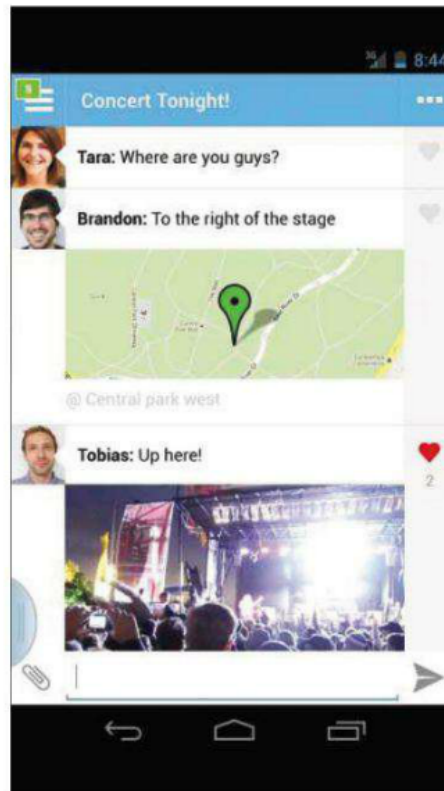 3G 8:44
Concert Tonight!
Tara: Where are you guys?
Brandon: To the right of the stage
@ Central park west
Tobias: Up here!
2